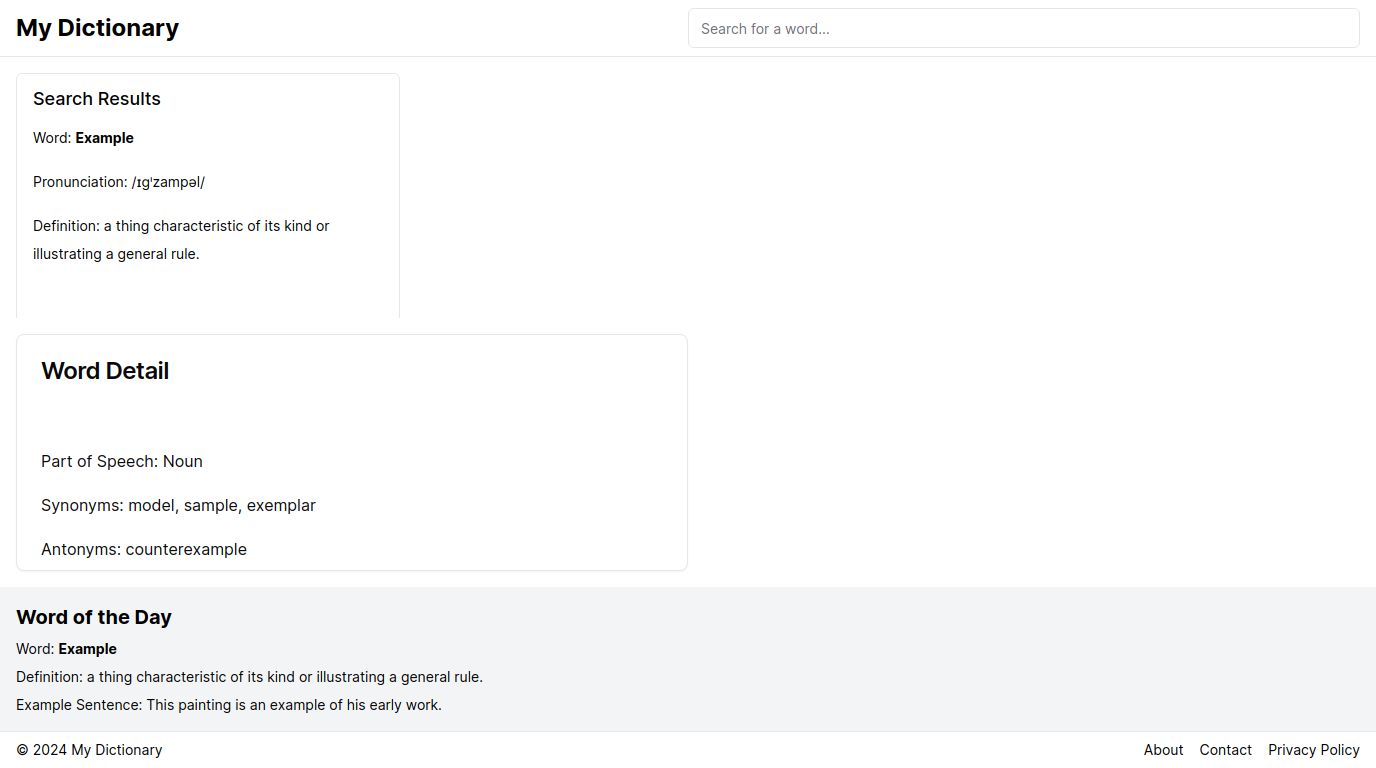 My Dictionary
Search for a word...
Search Results
Word: Example
Pronunciation: /ɪɡˈzampəl/
Definition: a thing characteristic of its kind or
illustrating a general rule.
Word Detail
Part of Speech: Noun
Synonyms: model, sample, exemplar
Antonyms: counterexample
Word of the Day
Word: Example
Definition: a thing characteristic of its kind or illustrating a general rule.
Example Sentence: This painting is an example of his early work.
© 2024 My Dictionary
About Contact Privacy Policy